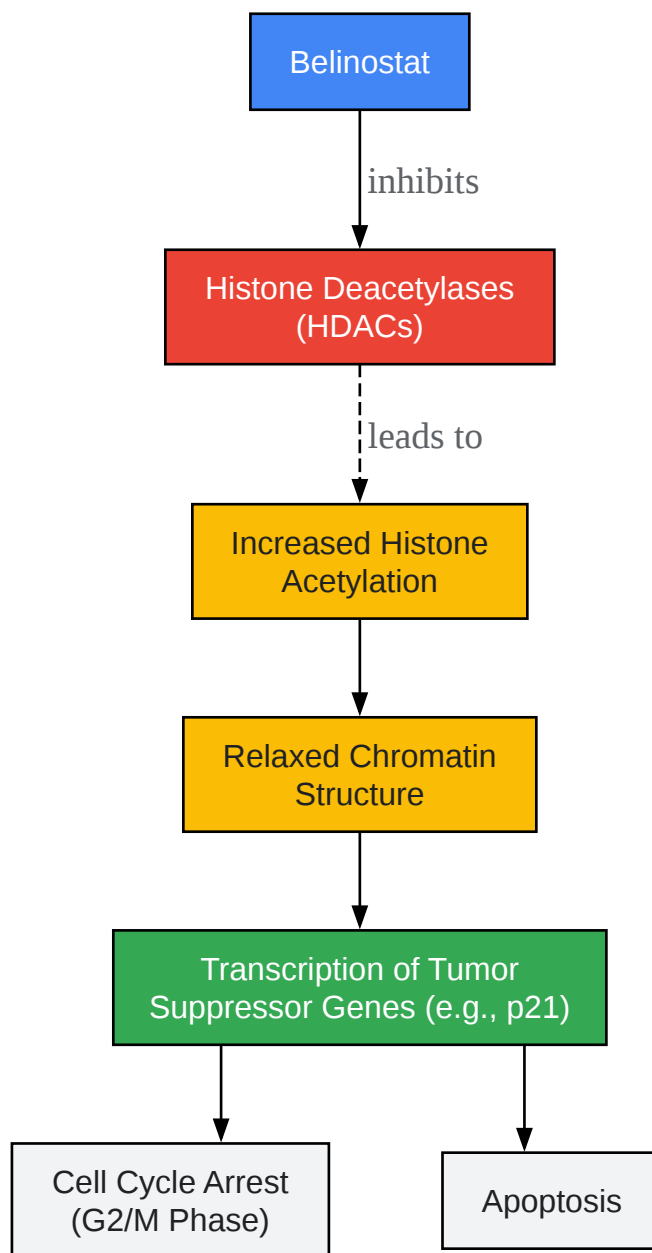 Belinostat
inhibits
Histone Deacetylases
(HDACs)
leads to
Increased Histone
Acetylation
Relaxed Chromatin
Structure
Transcription of Tumor
Suppressor Genes (e.g., p21)
Cell Cycle Arrest
(G2/M Phase)
Apoptosis